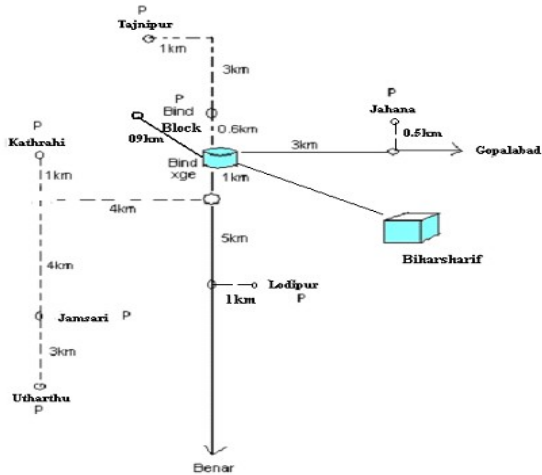 P
Tajnipur
1km
3km
P
Bind
Block
0.6km
09km
P
Jahana
0.5km
3km
Gopalabad
P
Kathrahi
1km
Bind
xge
1km
4km
5km
Biharsharif
4km
Lodipur
1km
P
Jamsari P
3km
Utharthu
P
Benar